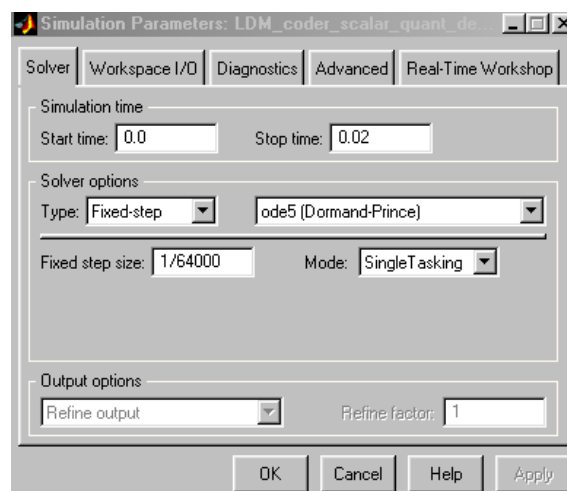 Simulation Parameters: LDM_coder_scalar_quant_de...
Solver Workspace I/O Diagnostics Advanced Real-Time Workshop
Simulation time
Start time: 0.0 Stop time: 0.02
Solver options
Type: Fixed-step ode5 (Dormand-Prince)
Fixed step size: 1/64000 Mode: SingleTasking
Output options
Refine output Refine factor: 1
OK Cancel Help Apply